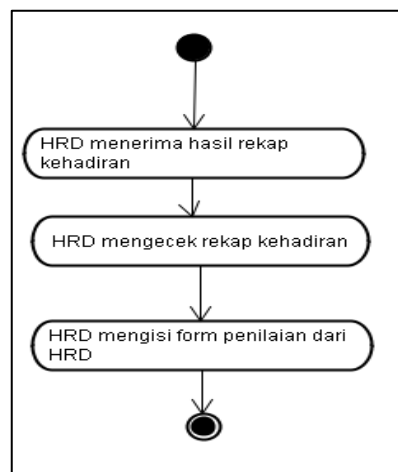 HRD menerima hasil rekap
kehadiran
HRD mengecek rekap kehadiran
HRD mengisi form penilaian dari
HRD